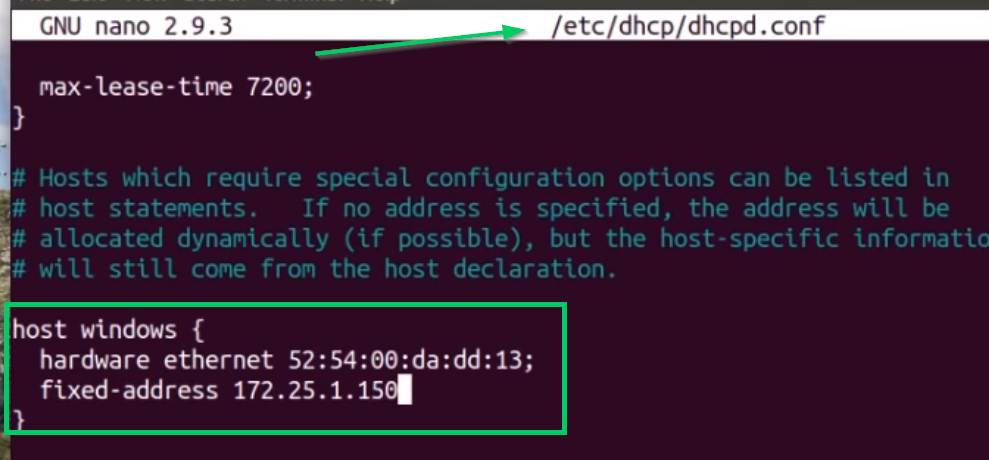 GNU nano 2.9.3 /etc/dhcp/dhcpd.conf
max-lease-time 7200;
}
# Hosts which require special configuration options can be listed in
# host statements. If no address is specified, the address will be
# allocated dynamically (if possible), but the host-specific informatio
# will still come from the host declaration.
host windows {
hardware ethernet 52:54:00:da:dd:13;
fixed-address 172.25.1.150
}